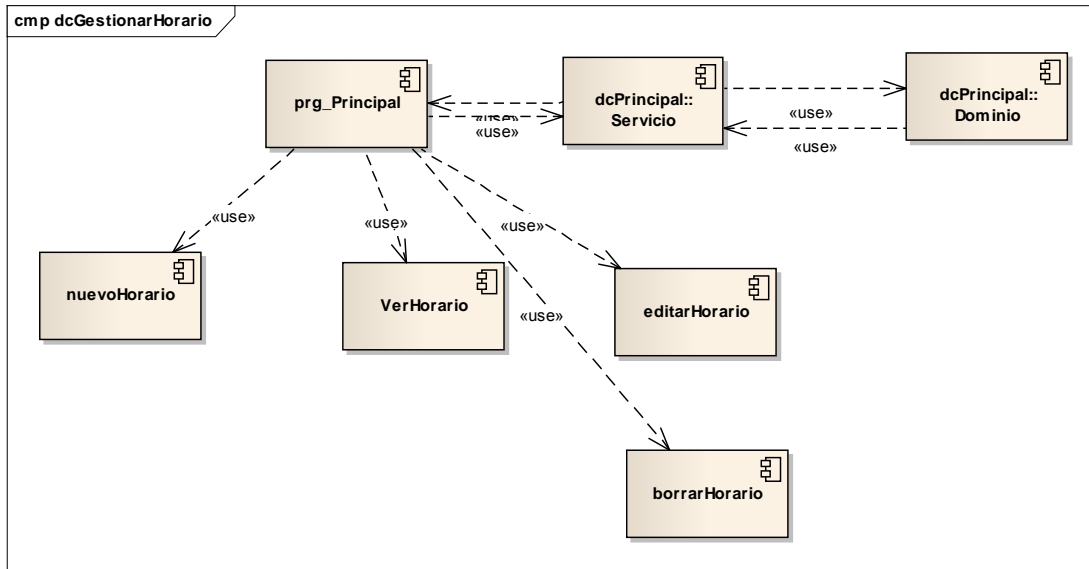 cmp dcGestionarHorario
prg_Principal
dcPrincipal::
Servicio
dcPrincipal::
Dominio
«use»
«use»
«use»
«use»
«use»
«use»
«use»
«use»
nuevoHorario
VerHorario
editarHorario
borrarHorario